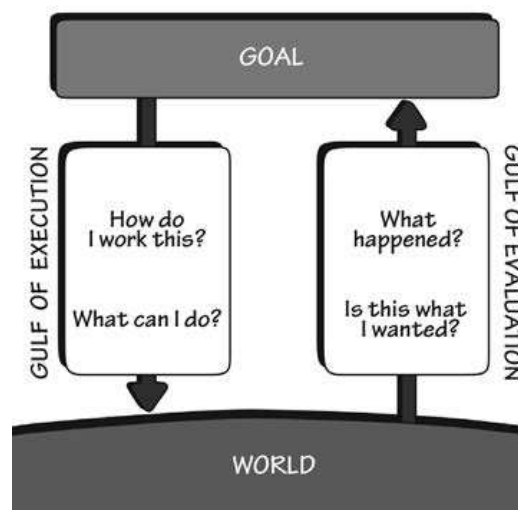 GOAL
GULF OF EXECUTION
How do
I work this?
What can I do?
What
happened?
Is this what
I wanted?
GULF OF EVALUATION
WORLD